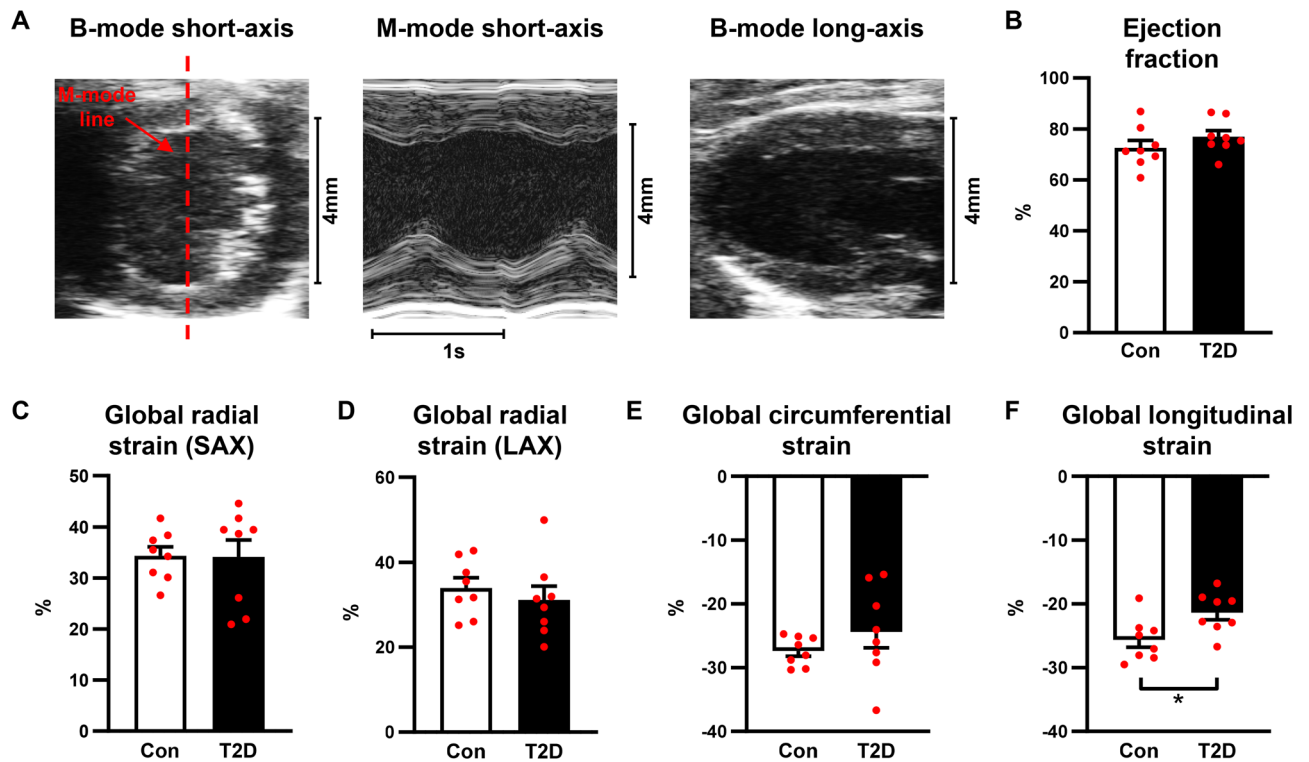 A
B-mode short-axis
M-mode short-axis
B-mode long-axis
M-mode
line
4mm
4mm
4mm
1s
B
Ejection
fraction
100
80
60
40
20
0
%
Con
T2D
C
Global radial
strain (SAX)
50
40
30
20
10
0
%
Con
T2D
D
Global radial
strain (LAX)
60
40
20
0
%
Con
T2D
E
Global circumferential
strain
0
-10
-20
-30
-40
%
Con
T2D
F
Global longitudinal
strain
0
-10
-20
-30
-40
%
*
Con
T2D